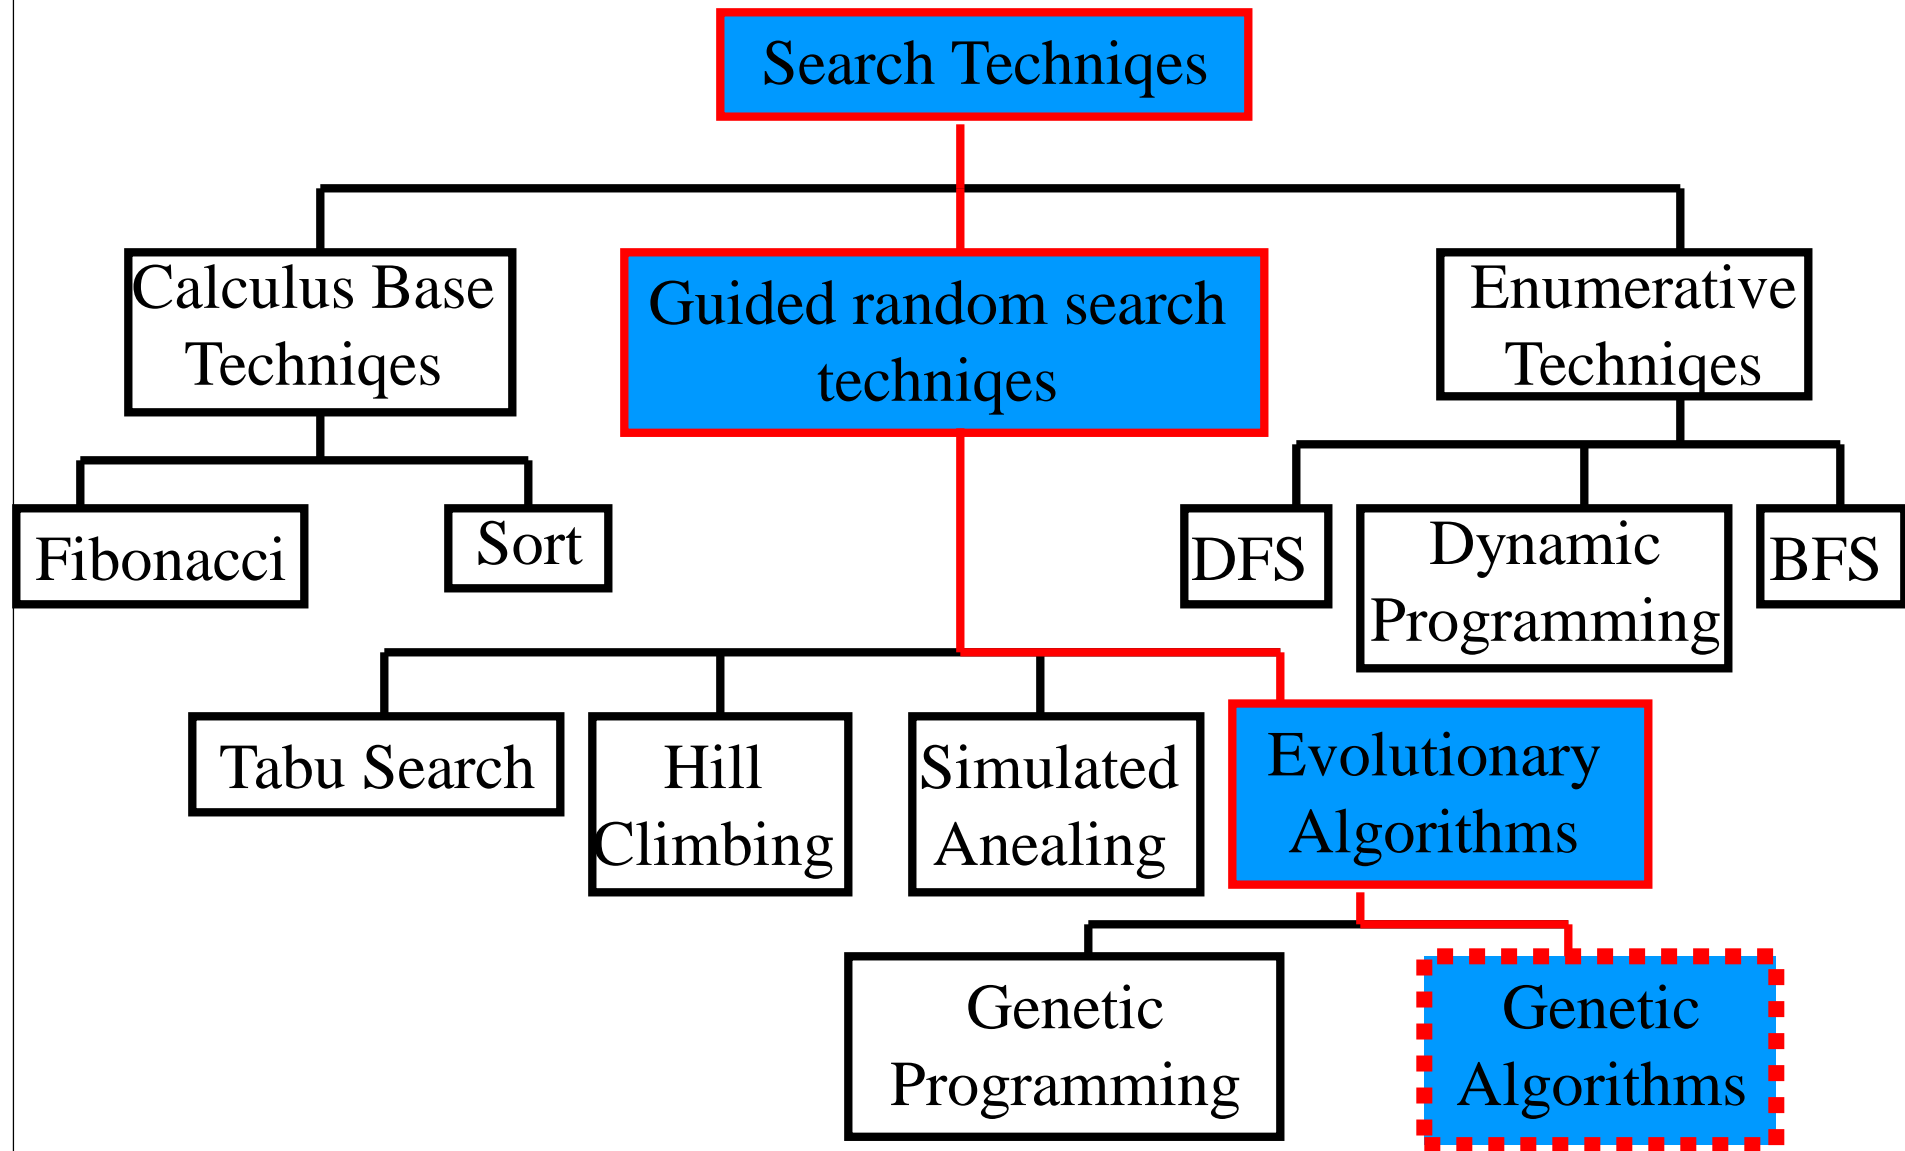 Search Techniqes
Calculus Base
Techniqes
Guided random search
techniqes
Enumerative
Techniqes
Fibonacci
Sort
DFS
Dynamic
Programming
BFS
Tabu Search
Hill
Climbing
Simulated
Anealing
Evolutionary
Algorithms
Genetic
Programming
Genetic
Algorithms